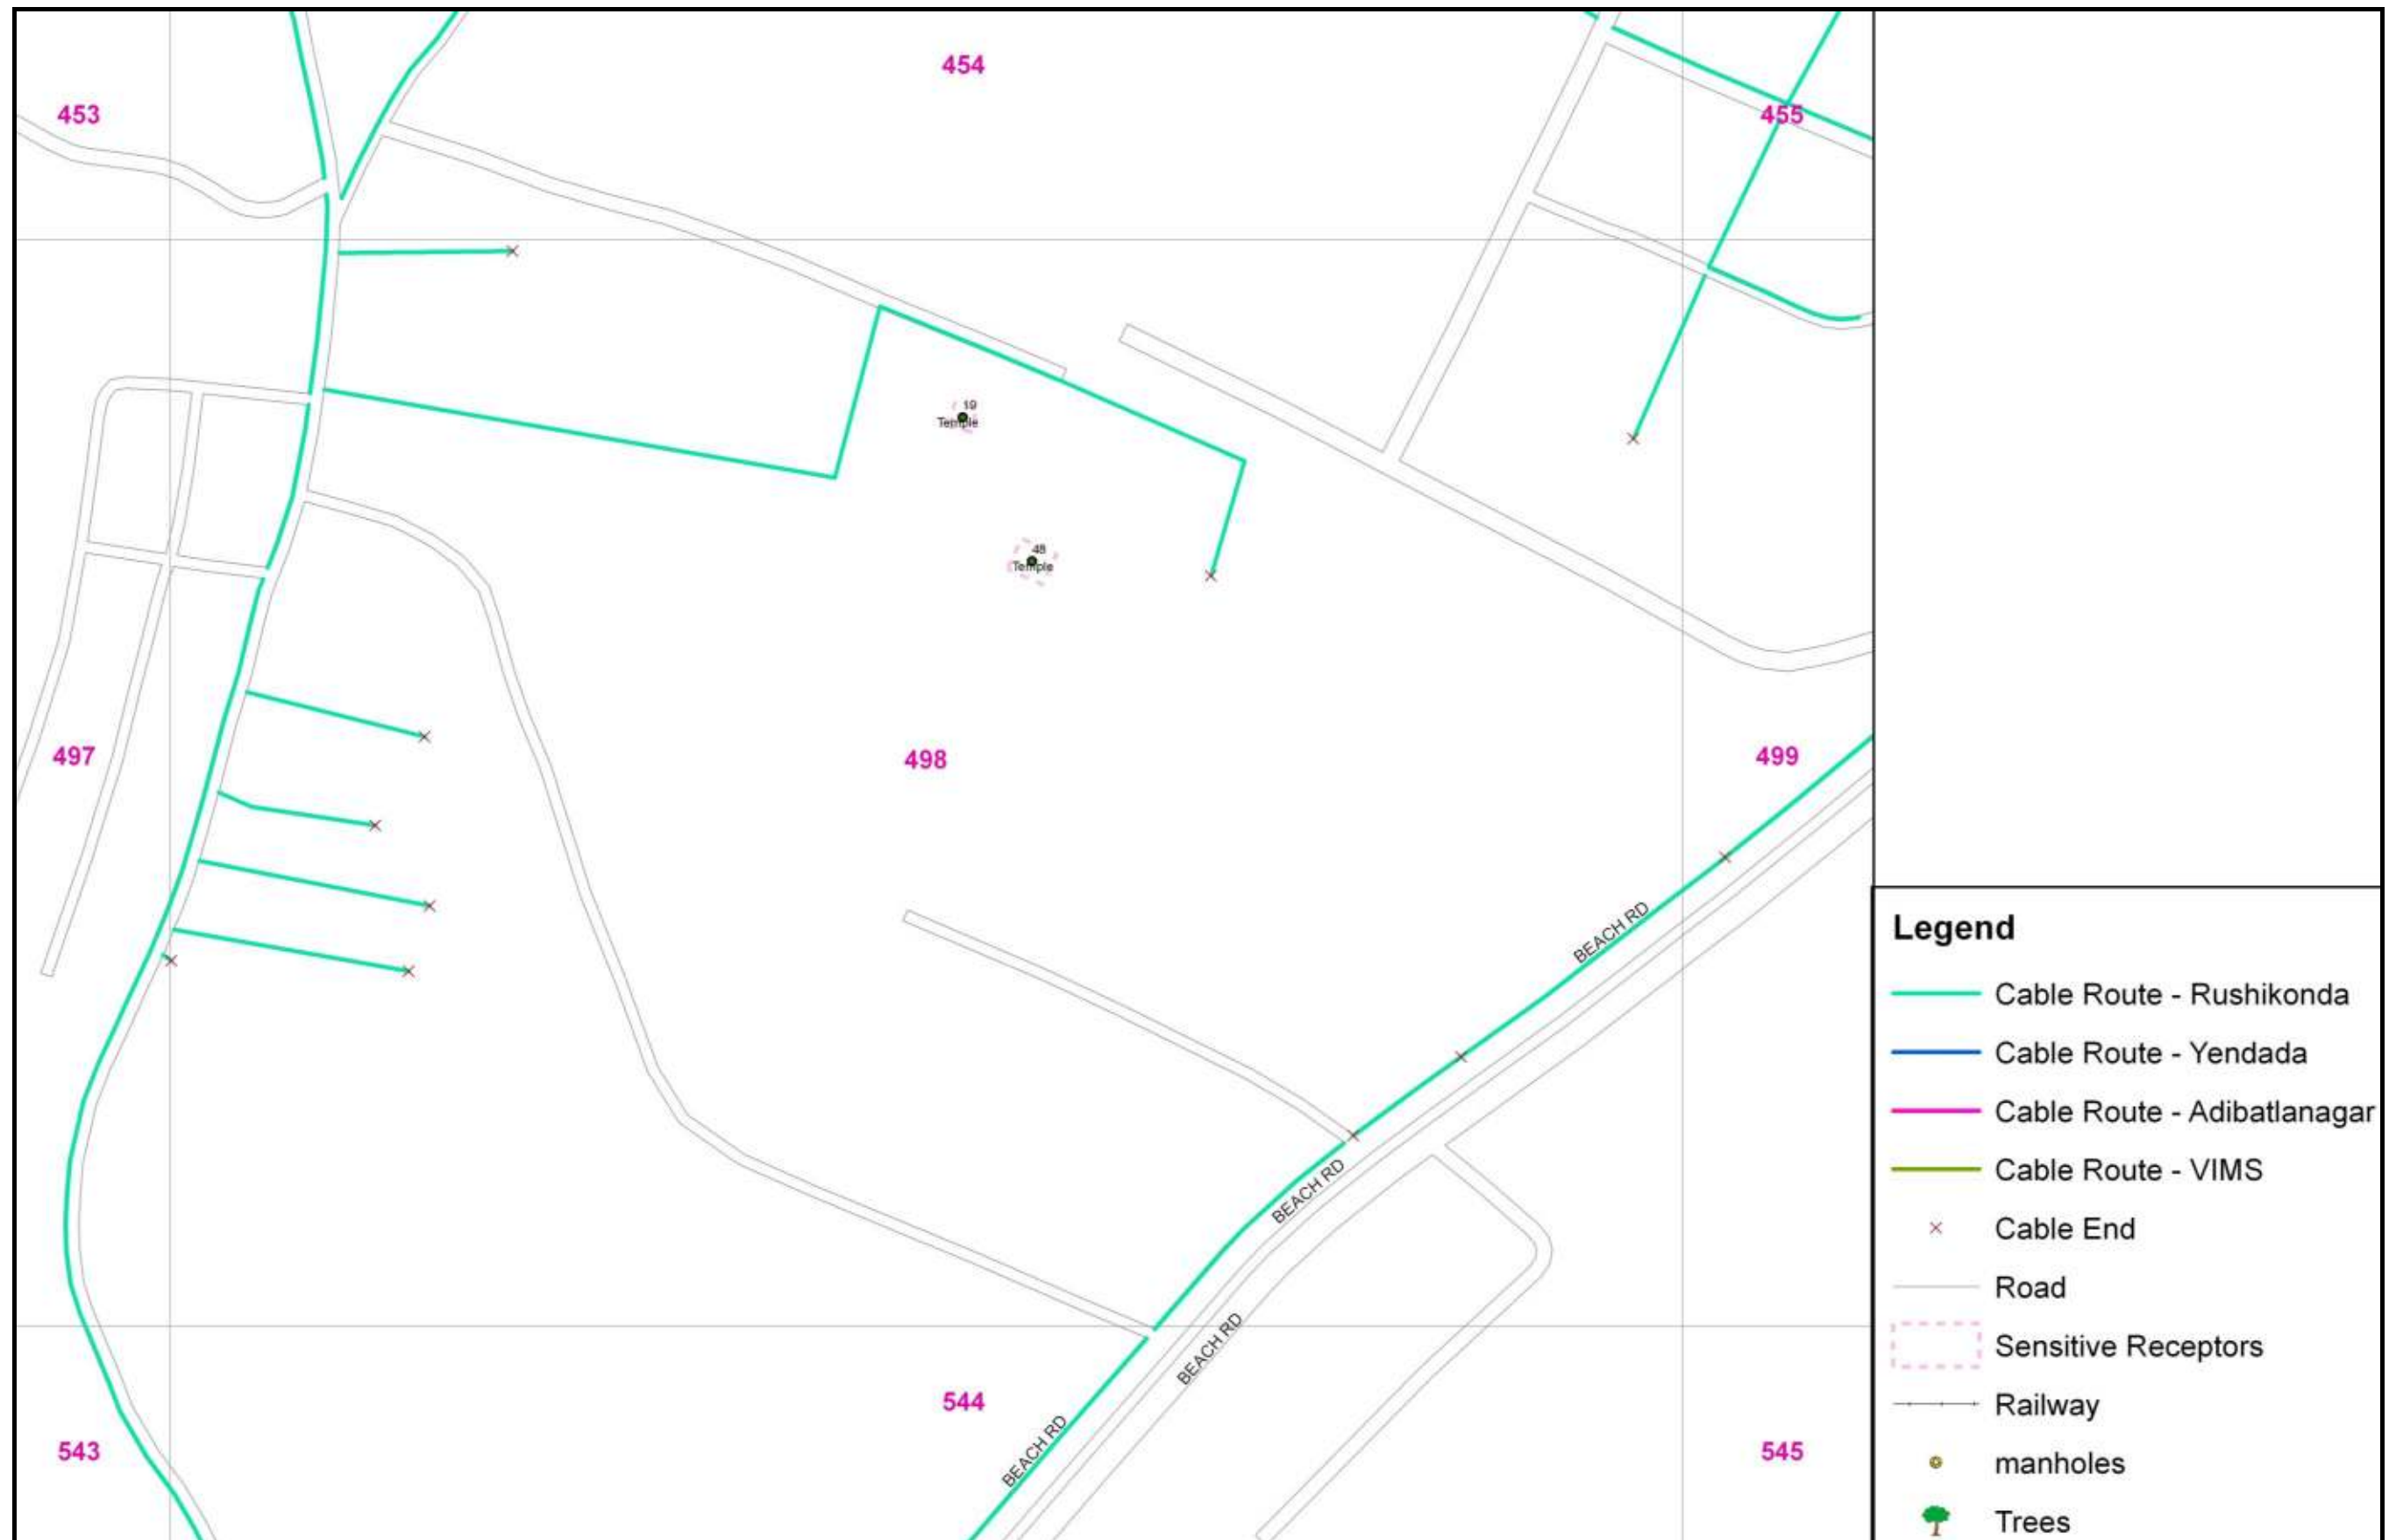 454
453
455
19
Temple
48
Temple
497
498
499
BEACH RD
BEACH RD
BEACH RD
BEACH RD
544
543
545
Legend
Cable Route - Rushikonda
Cable Route - Yendada
Cable Route - Adibatlanagar
Cable Route - VIMS
Cable End
Road
Sensitive Receptors
Railway
manholes
Trees